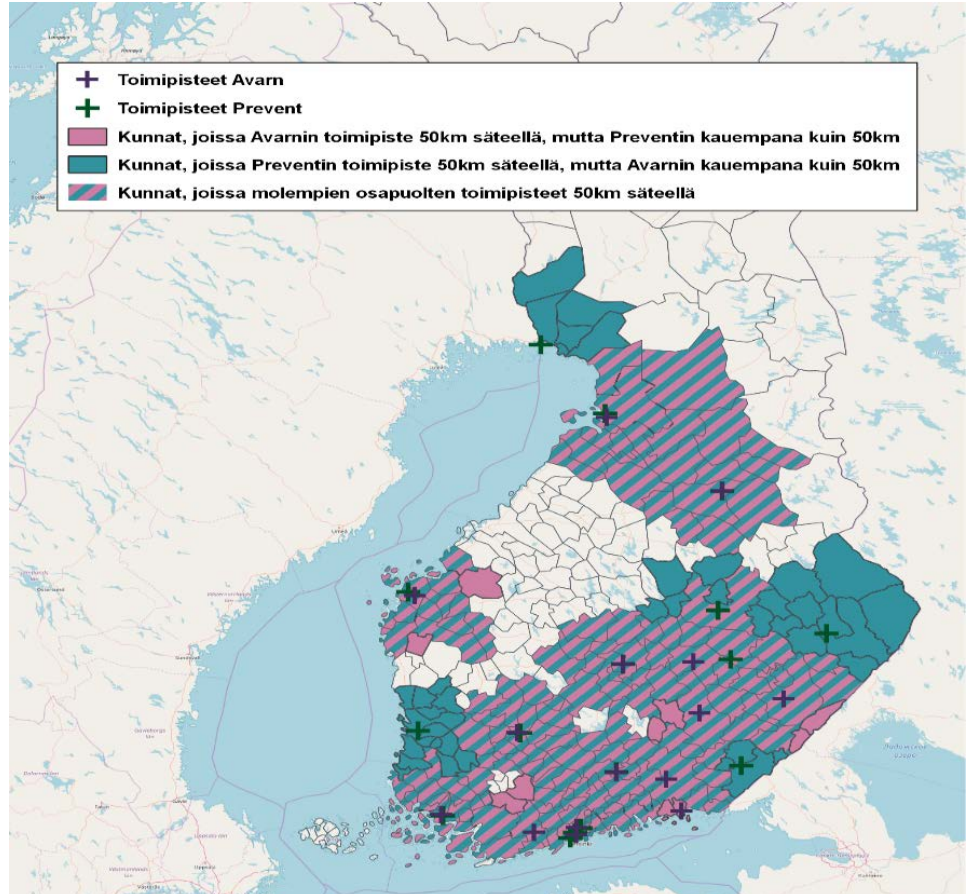 Toimipisteet Avarn
Toimipisteet Prevent
Kunnat, joissa Avarnin toimipiste 50km säteellä, mutta Preventin kauempana kuin 50km
Kunnat, joissa Preventin toimipiste 50km säteellä, mutta Avarnin kauempana kuin 50km
Kunnat, joissa molempien osapuolten toimipisteet 50km säteellä